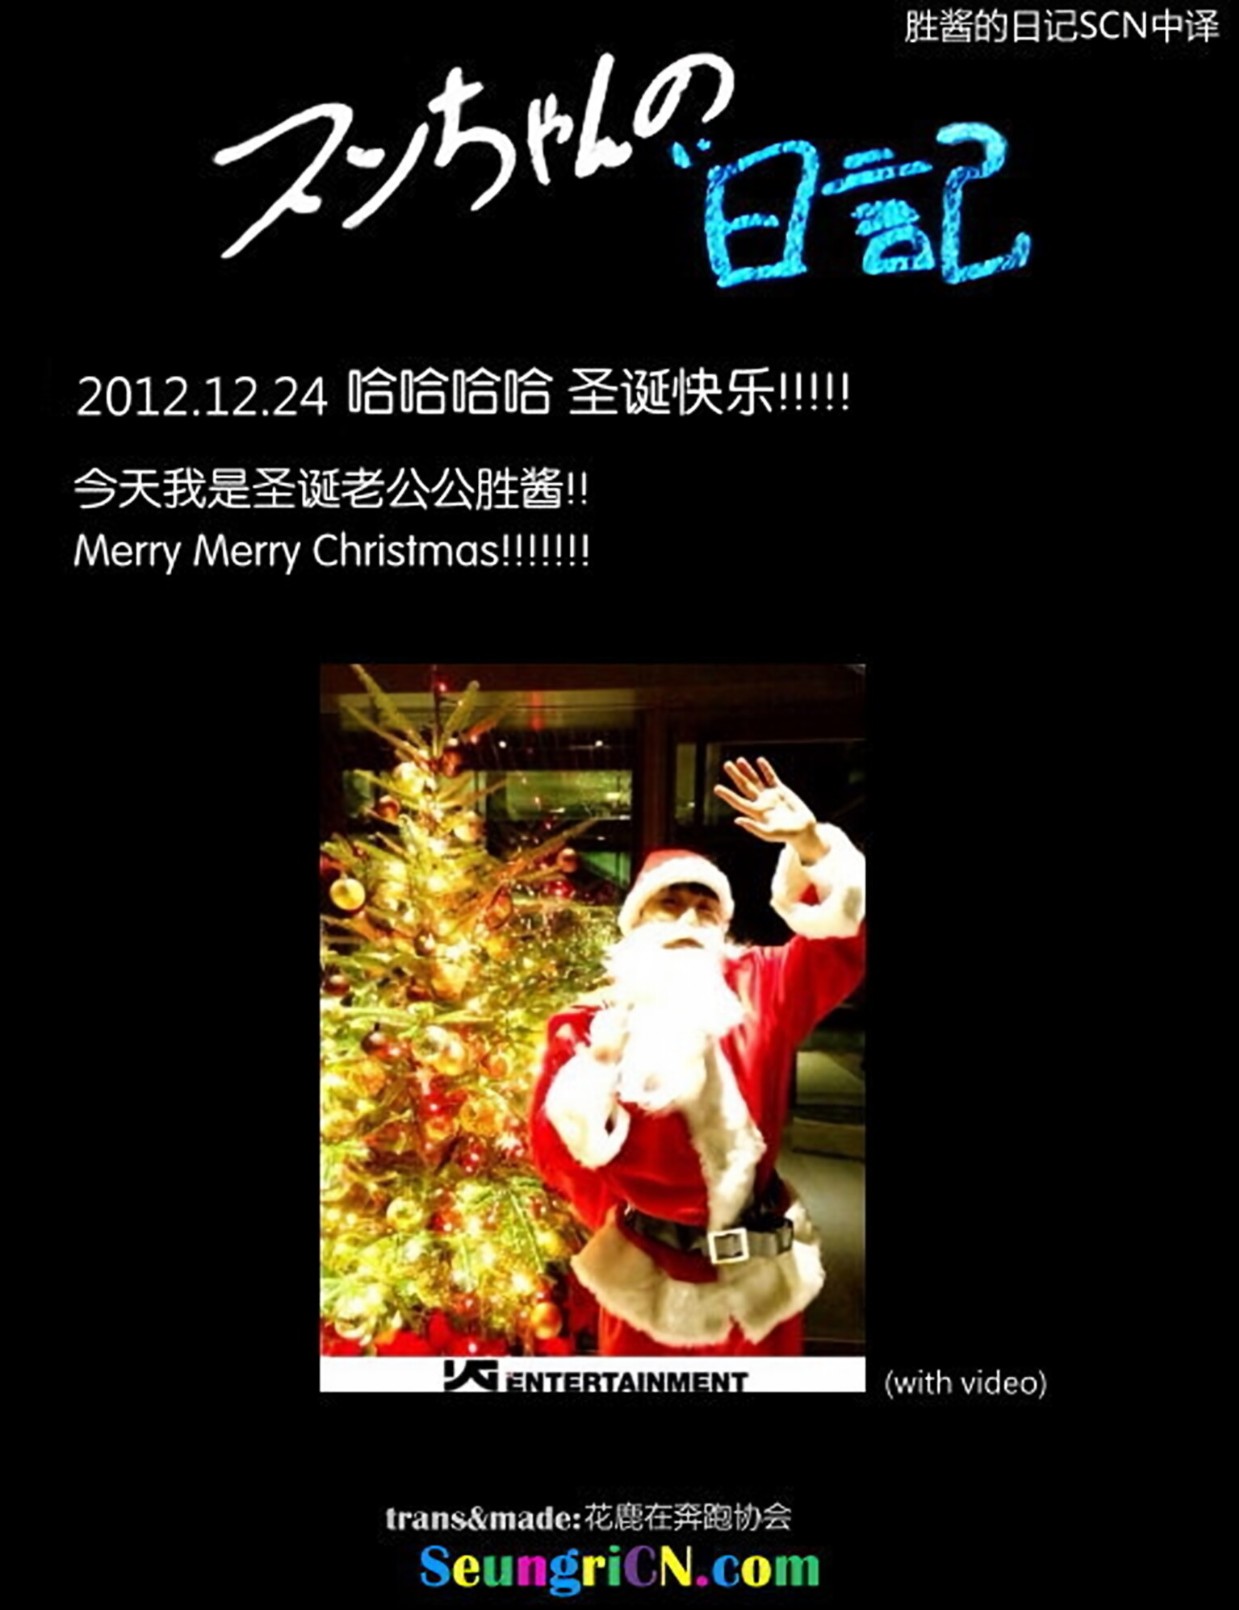 胜酱的日记SCN中译
スンちゃんの
日記
2012.12.24 哈哈哈哈 圣诞快乐!!!!!
今天我是圣诞老公公胜酱!!
Merry Merry Christmas!!!!!!!
YG ENTERTAINMENT
(with video)
trans&made:花鹿在奔跑协会
SeungriCN.com